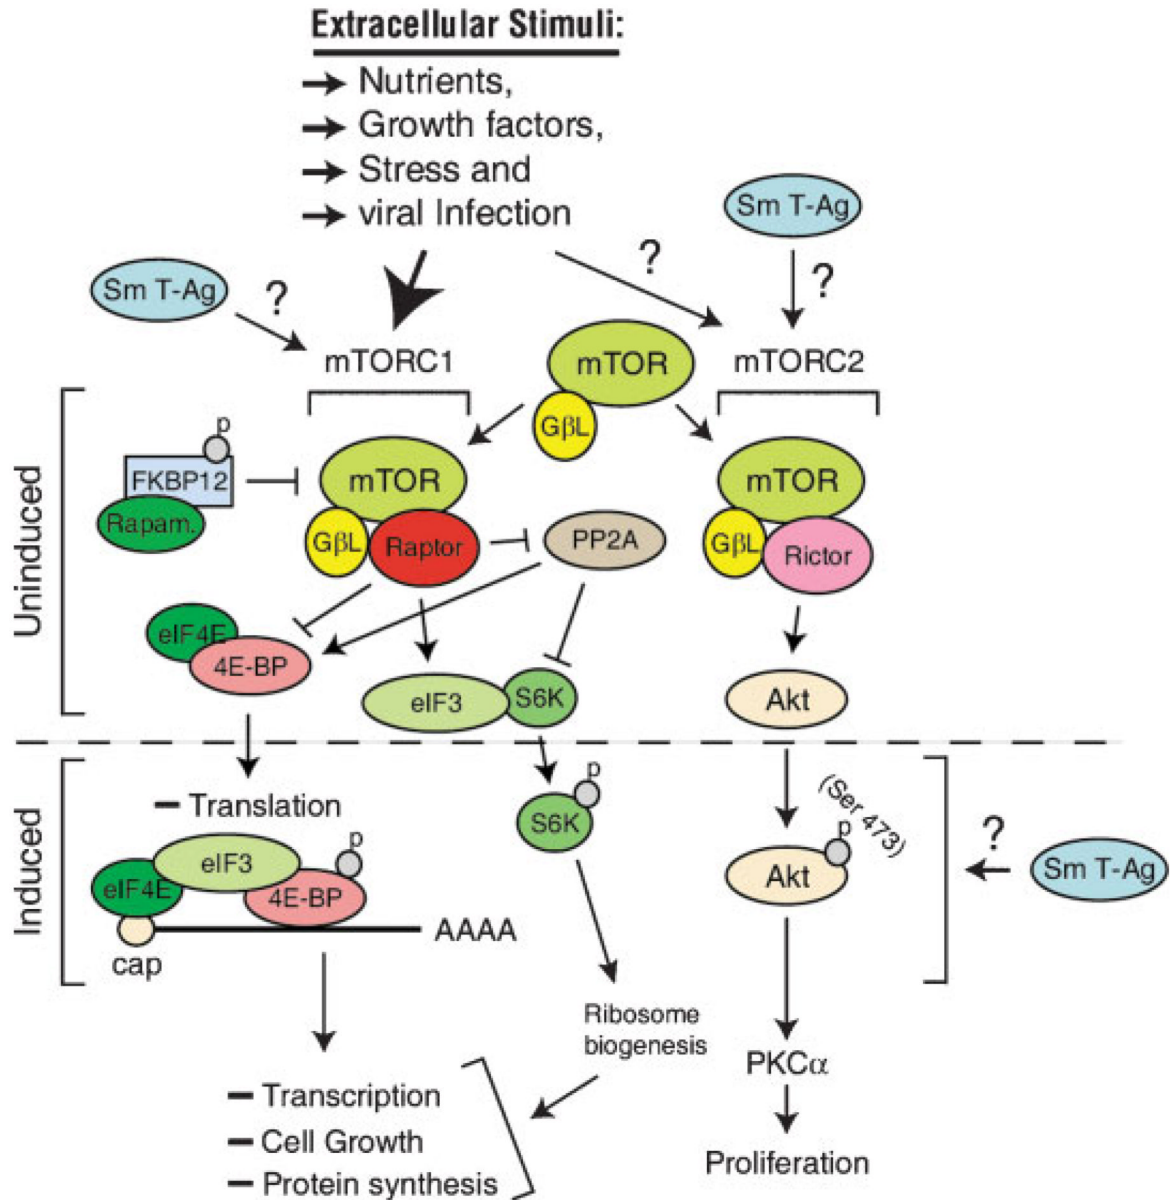 Extracellular Stimuli:
Nutrients,
Growth factors,
Stress and
viral Infection
Sm T-Ag
?
Sm T-Ag
?
?
mTORC1
mTOR
GβL
mTORC2
Uninduced
p
FKBP12
Rapam.
mTOR
GβL
Raptor
PP2A
mTOR
GβL
Rictor
eIF4E
4E-BP
eIF3
S6K
Akt
Induced
– Translation
eIF3
eIF4E
p
4E-BP
cap
AAAA
p
S6K
(Ser 473)
p
Akt
?
Sm T-Ag
Ribosome
biogenesis
PKCα
Proliferation
– Transcription
– Cell Growth
– Protein synthesis